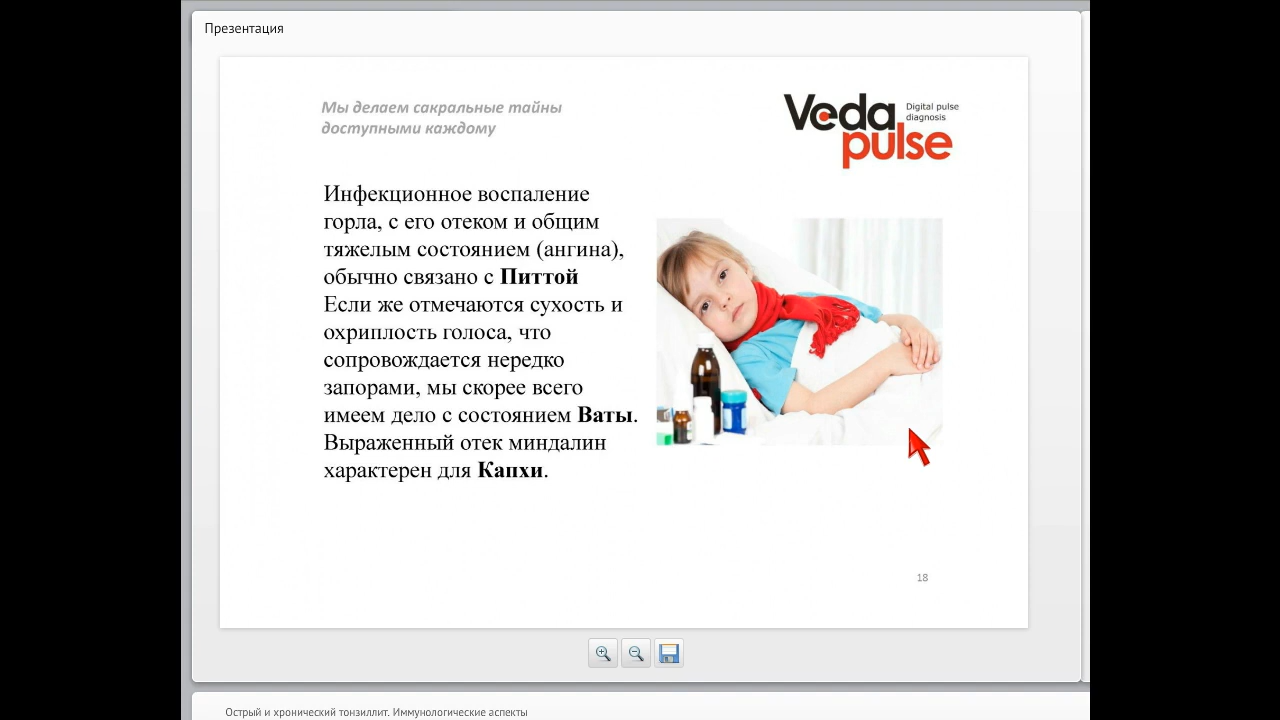 Презентация
Мы делаем сакральные тайны
доступными каждому
Veda
pulse
Digital pulse
diagnosis
Инфекционное воспаление
горла, с его отеком и общим
тяжелым состоянием (ангина),
обычно связано с Питтой
Если же отмечаются сухость и
охриплость голоса, что
сопровождается нередко
запорами, мы скорее всего
имеем дело с состоянием Ваты.
Выраженный отек миндалин
характерен для Капхи.
18
Острый и хронический тонзиллит. Иммунологические аспекты